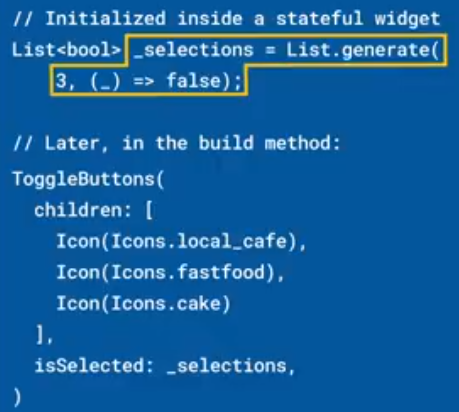 // Initialized inside a stateful widget
List<bool> _selections = List.generate(
3, (_) => false);
// Later, in the build method:
ToggleButtons(
children: [
Icon(Icons.local_cafe),
Icon(Icons.fastfood),
Icon(Icons.cake)
],
isSelected: _selections,
)